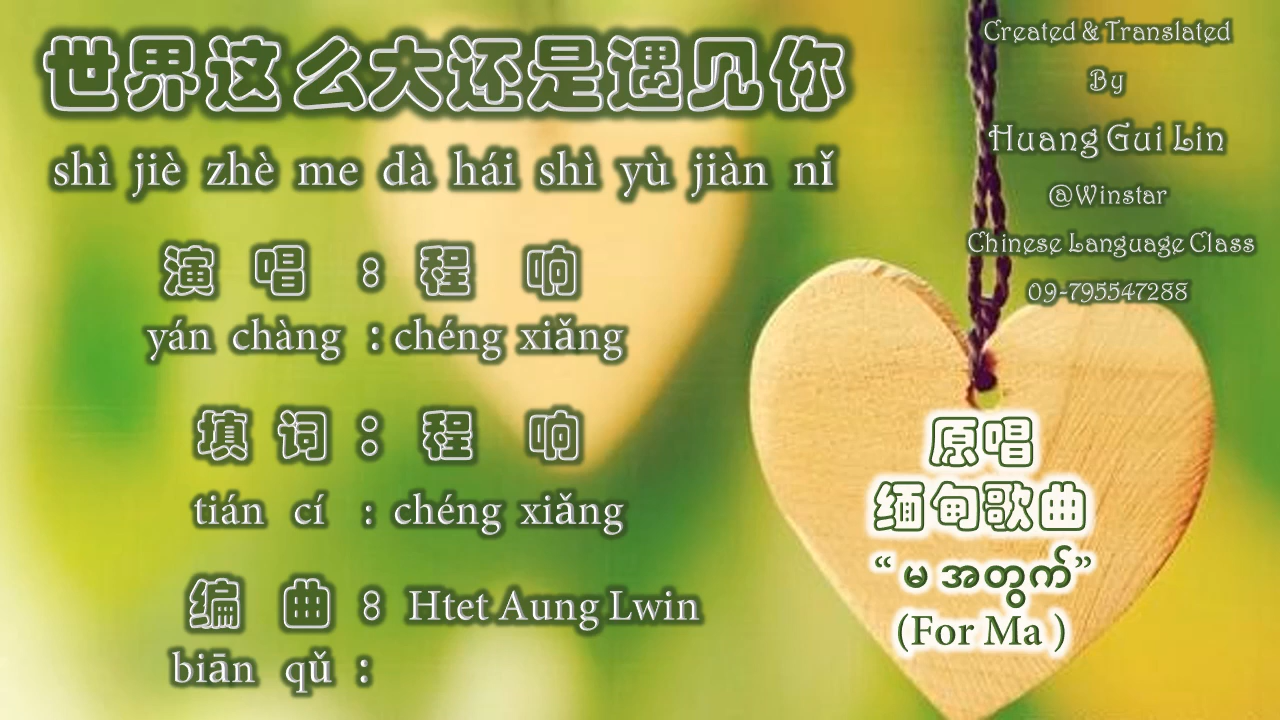 世界这么大还是遇见你
shì jiè zhè me dà hái shì yù jiàn nǐ
演 唱 : 程 响
yán chàng : chéng xiǎng
填 词 : 程 响
tián cí : chéng xiǎng
编 曲 : Htet Aung Lwin
biān qǔ :
Created & Translated
By
Huang Gui Lin
@Winstar
Chinese Language Class
09-795547288
原唱
缅甸歌曲
“ မ အတွက်”
(For Ma )